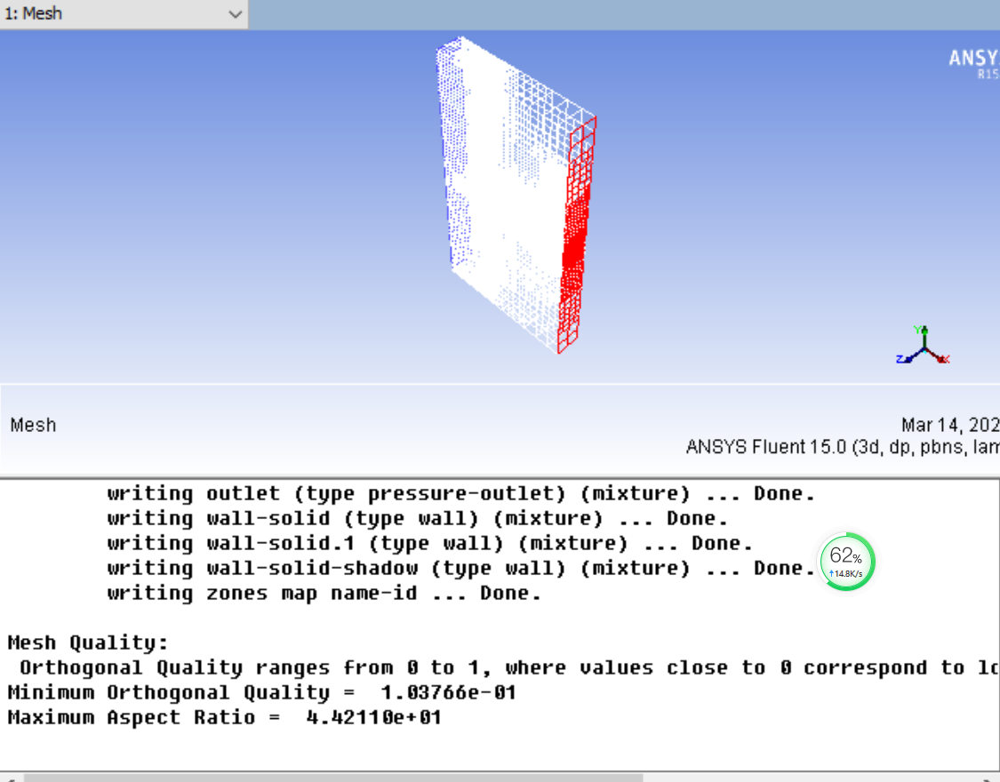 1: Mesh
ANSY
R15
Y
Z
X
Mesh
Mar 14, 202
ANSYS Fluent 15.0 (3d, dp, pbns, lam
writing outlet (type pressure-outlet) (mixture) ... Done.
writing wall-solid (type wall) (mixture) ... Done.
writing wall-solid.1 (type wall) (mixture) ... Done.
writing wall-solid-shadow (type wall) (mixture) ... Done.
writing zones map name-id ... Done.
62%
↑14.8K/s
Mesh Quality:
Orthogonal Quality ranges from 0 to 1, where values close to 0 correspond to lo
Minimum Orthogonal Quality = 1.03766e-01
Maximum Aspect Ratio = 4.42110e+01